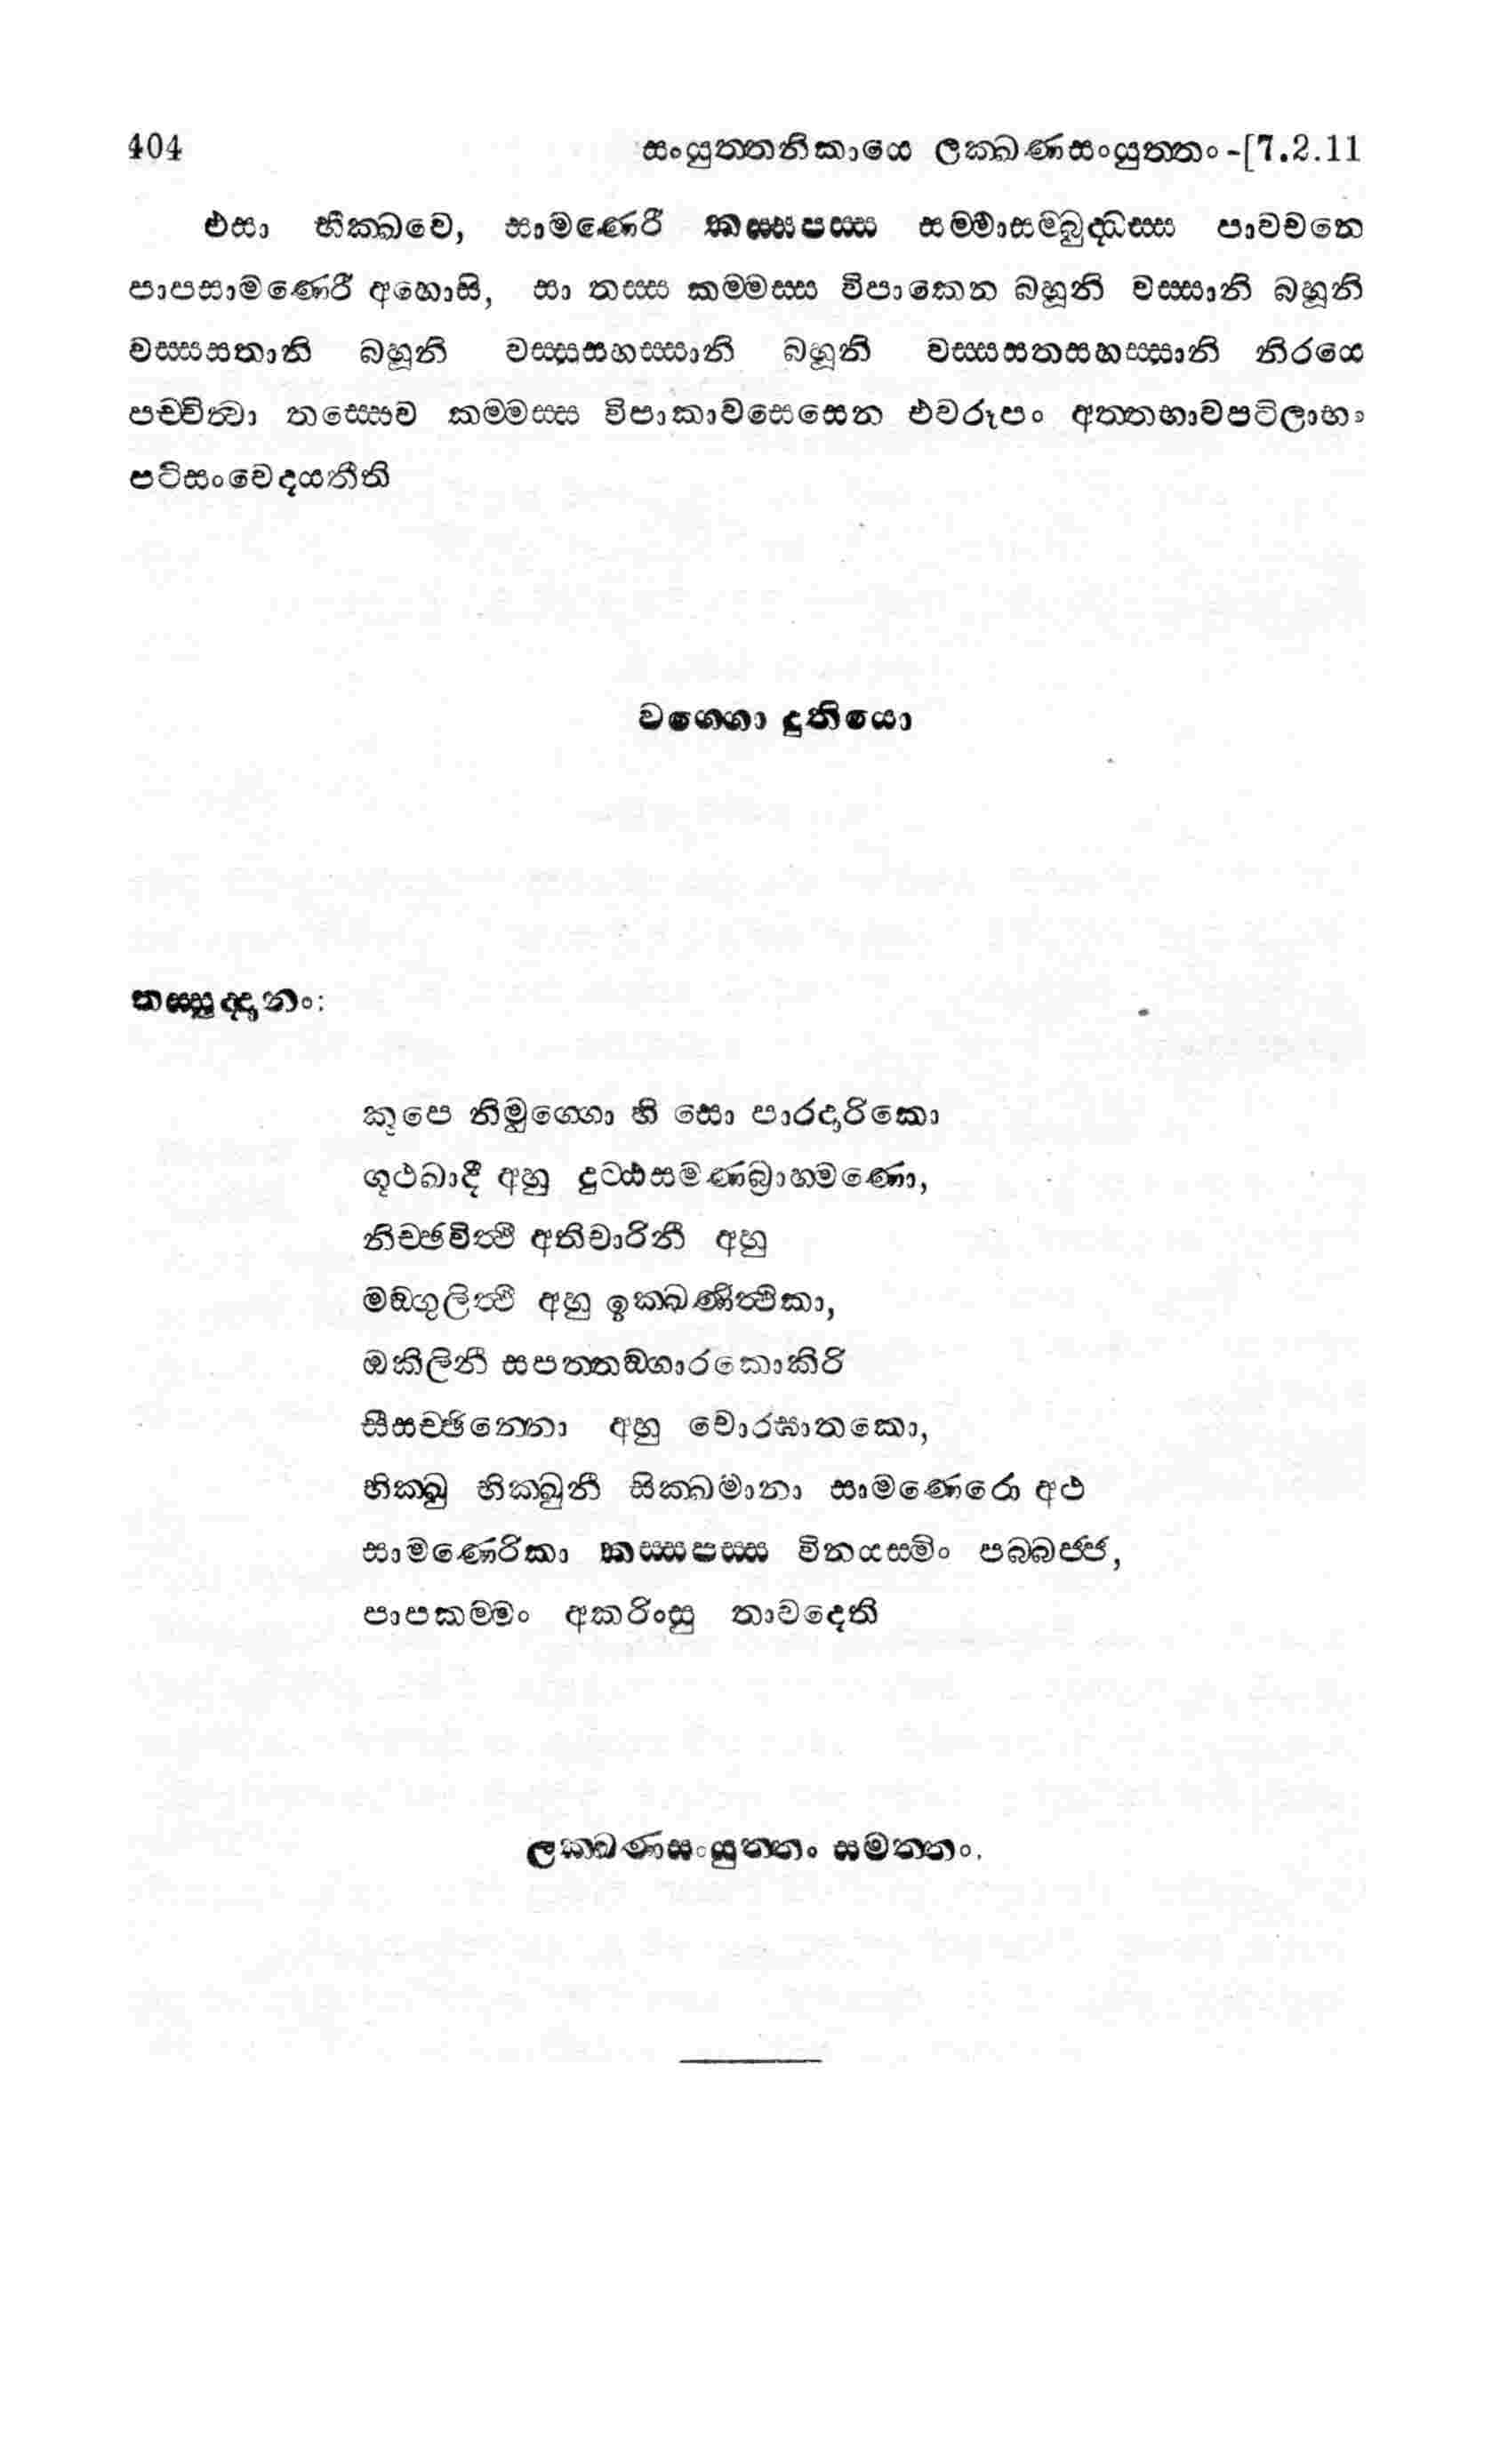 404 සංයුත්තනිකායෙ ලක්ඛණසංයුත්තං-[7.2.11
එසා භික්ඛවෙ, සාමණෙරී කස්සපස්ස සම්මාසම්බුද්ධස්ස පාවචනෙ
පාපසාමණෙරී අහොසි, සා තස්ස කම්මස්ස විපාකෙන බහූනි වස්සානි බහූනි
වස්සසතානි බහූනි වස්සසහස්සානි බහූනි වස්සසතසහස්සානි නිරයෙ
පච්චිත්වා තස්සෙව කම්මස්ස විපාකාවසෙසෙන එවරූපං අත්තභාවපටිලාභං
පටිසංවෙදයතීති
වග්ගො දුතියො
තස්සුද්දානං:
කූපෙ නිමුග්ගො හි සො පාරදාරිකො
ගූථඛාදී අහු දුට්ඨසමණබ්‍රාහ්මණො,
නිච්ඡවිත්ථි අතිචාරිනී අහු
මඞ්ගුලිත්ථි අහු ඉක්ඛණිත්ථිකා,
ඔකිලිනී සපත්තඞ්ගාරකොකිරි
සීසච්ඡින්නො අහු චොරඝාතකො,
භික්ඛු භික්ඛුනී සික්ඛමානා සාමණෙරො අථ
සාමණෙරිකා කස්සපස්ස විනයස්මිං පබ්බජ්ජ,
පාපකම්මං අකරිංසු තාවදෙති
ලක්ඛණසංයුත්තං සමත්තං.